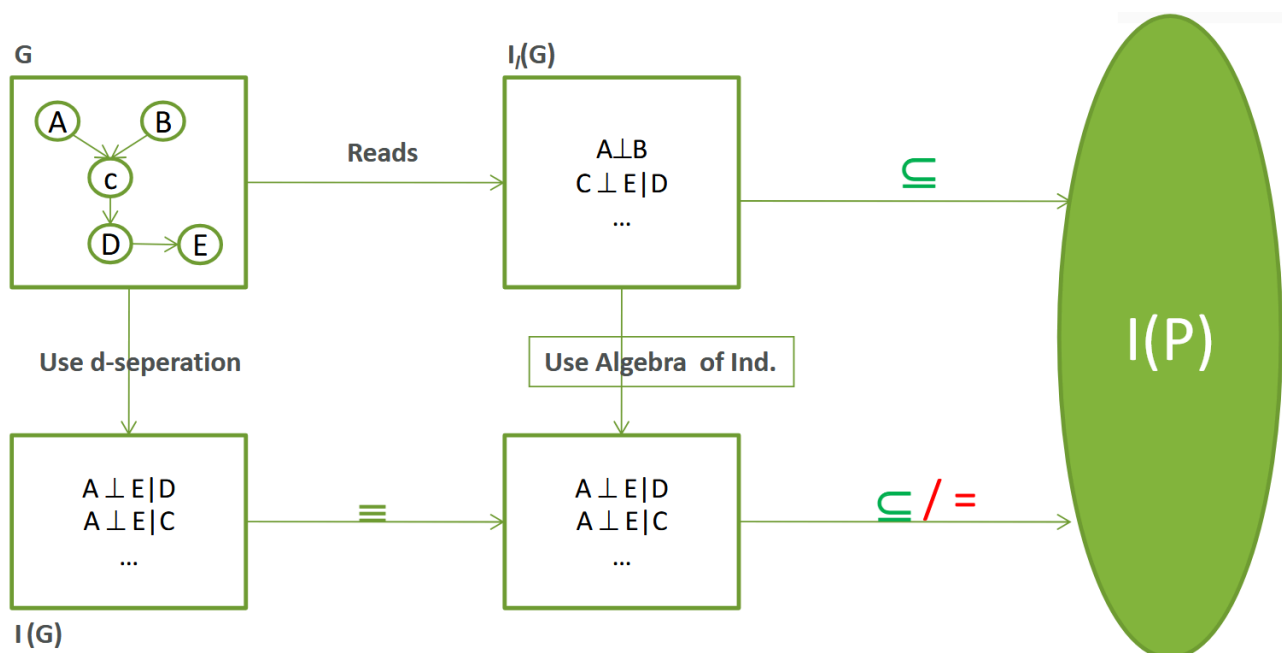 G
I_l(G)
A
B
c
D
E
Reads
A⊥B
C ⊥ E|D
...
⊆
I(P)
Use d-seperation
Use Algebra of Ind.
A ⊥ E|D
A ⊥ E|C
...
≡
A ⊥ E|D
A ⊥ E|C
...
⊆ / =
I (G)